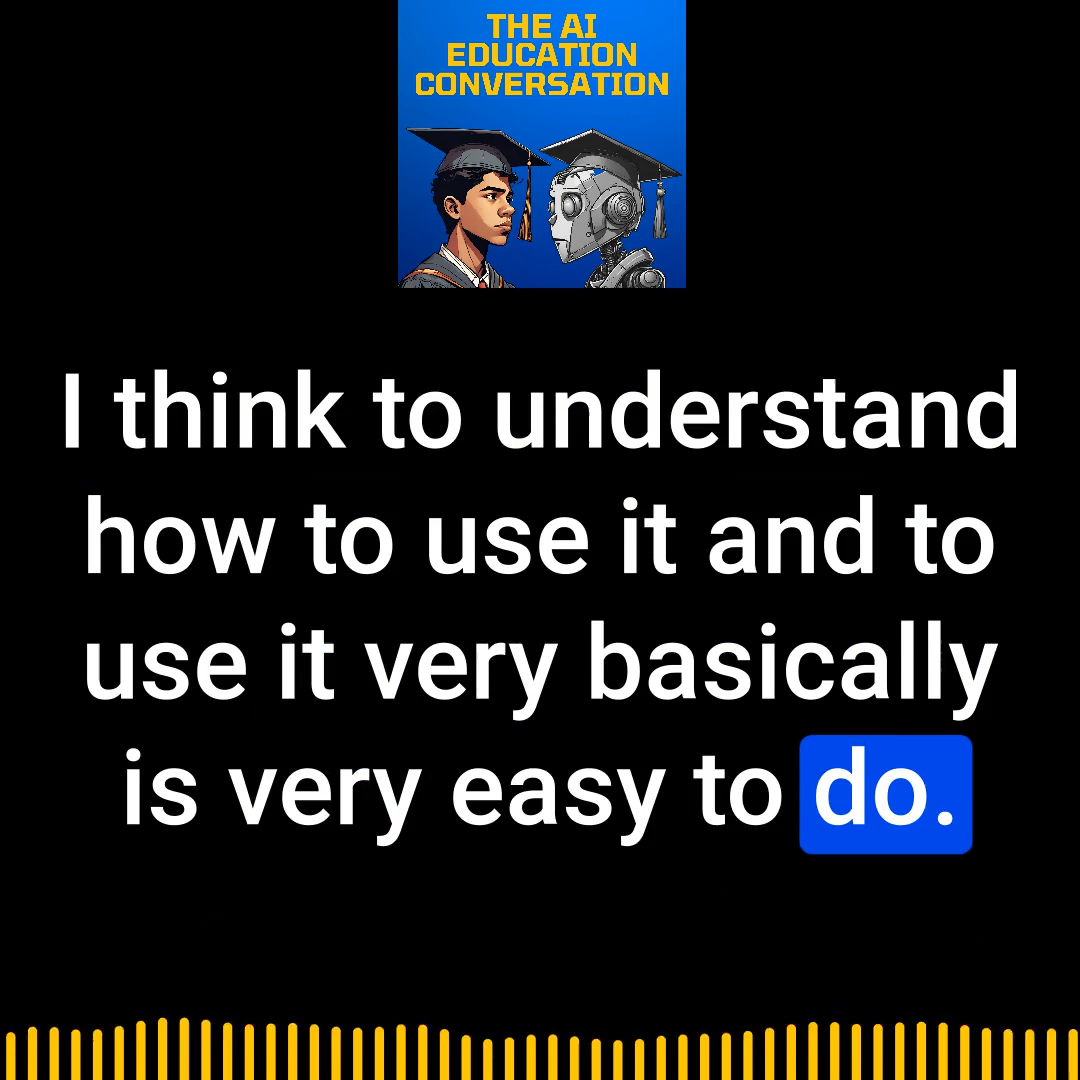 THE AI
EDUCATION
CONVERSATION
I think to understand
how to use it and to
use it very basically
is very easy to do.